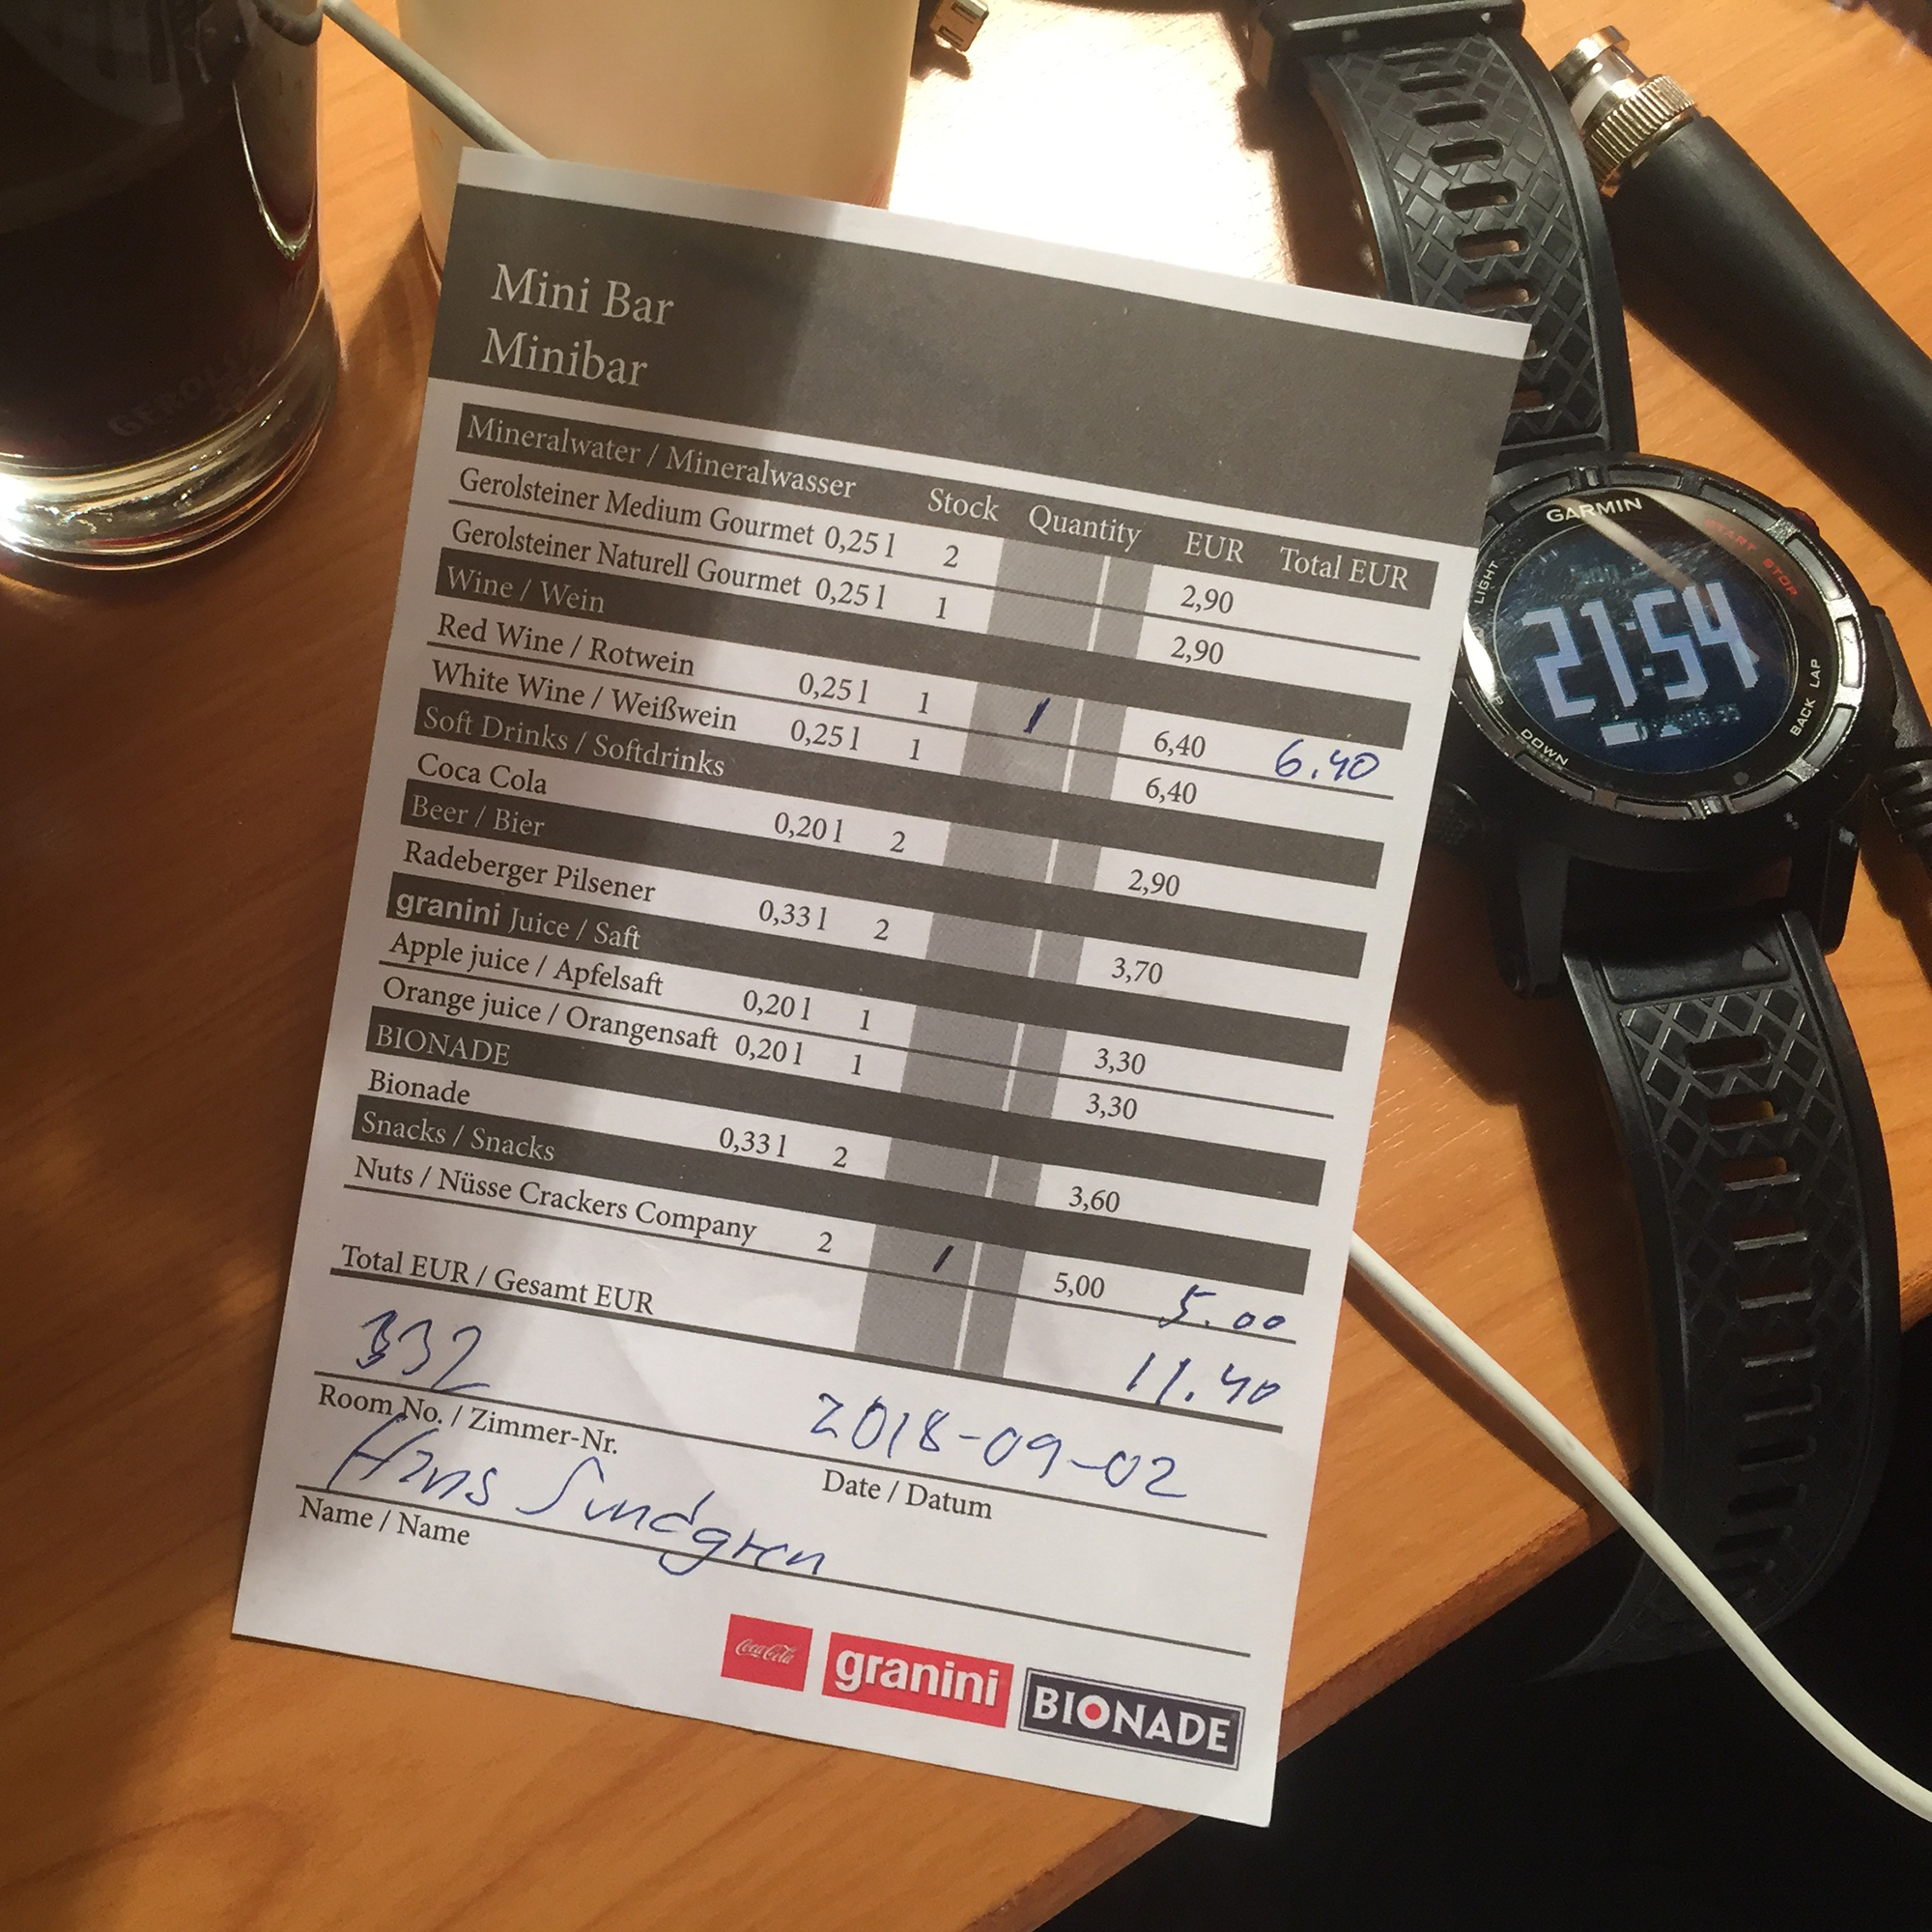 Mini Bar
Minibar
Mineralwater / Mineralwasser Stock Quantity EUR Total EUR
Gerolsteiner Medium Gourmet 0,25 l 2 2,90
Gerolsteiner Naturell Gourmet 0,25 l 1 2,90
Wine / Wein
Red Wine / Rotwein 0,25 l 1 1 6,40 6.40
White Wine / Weißwein 0,25 l 1 6,40
Soft Drinks / Softdrinks
Coca Cola 0,20 l 2 2,90
Beer / Bier
Radeberger Pilsener 0,33 l 2 3,70
granini Juice / Saft
Apple juice / Apfelsaft 0,20 l 1 3,30
Orange juice / Orangensaft 0,20 l 1 3,30
BIONADE
Bionade 0,33 l 2 3,60
Snacks / Snacks
Nuts / Nüsse Crackers Company 2 1 5,00 5.00
Total EUR / Gesamt EUR 11.40
332 2018-09-02
Room No. / Zimmer-Nr. Date / Datum
Hans Sundgren
Name / Name
Coca Cola granini BIONADE
GARMIN
LIGHT
START STOP
21:54
DOWN
BACK LAP